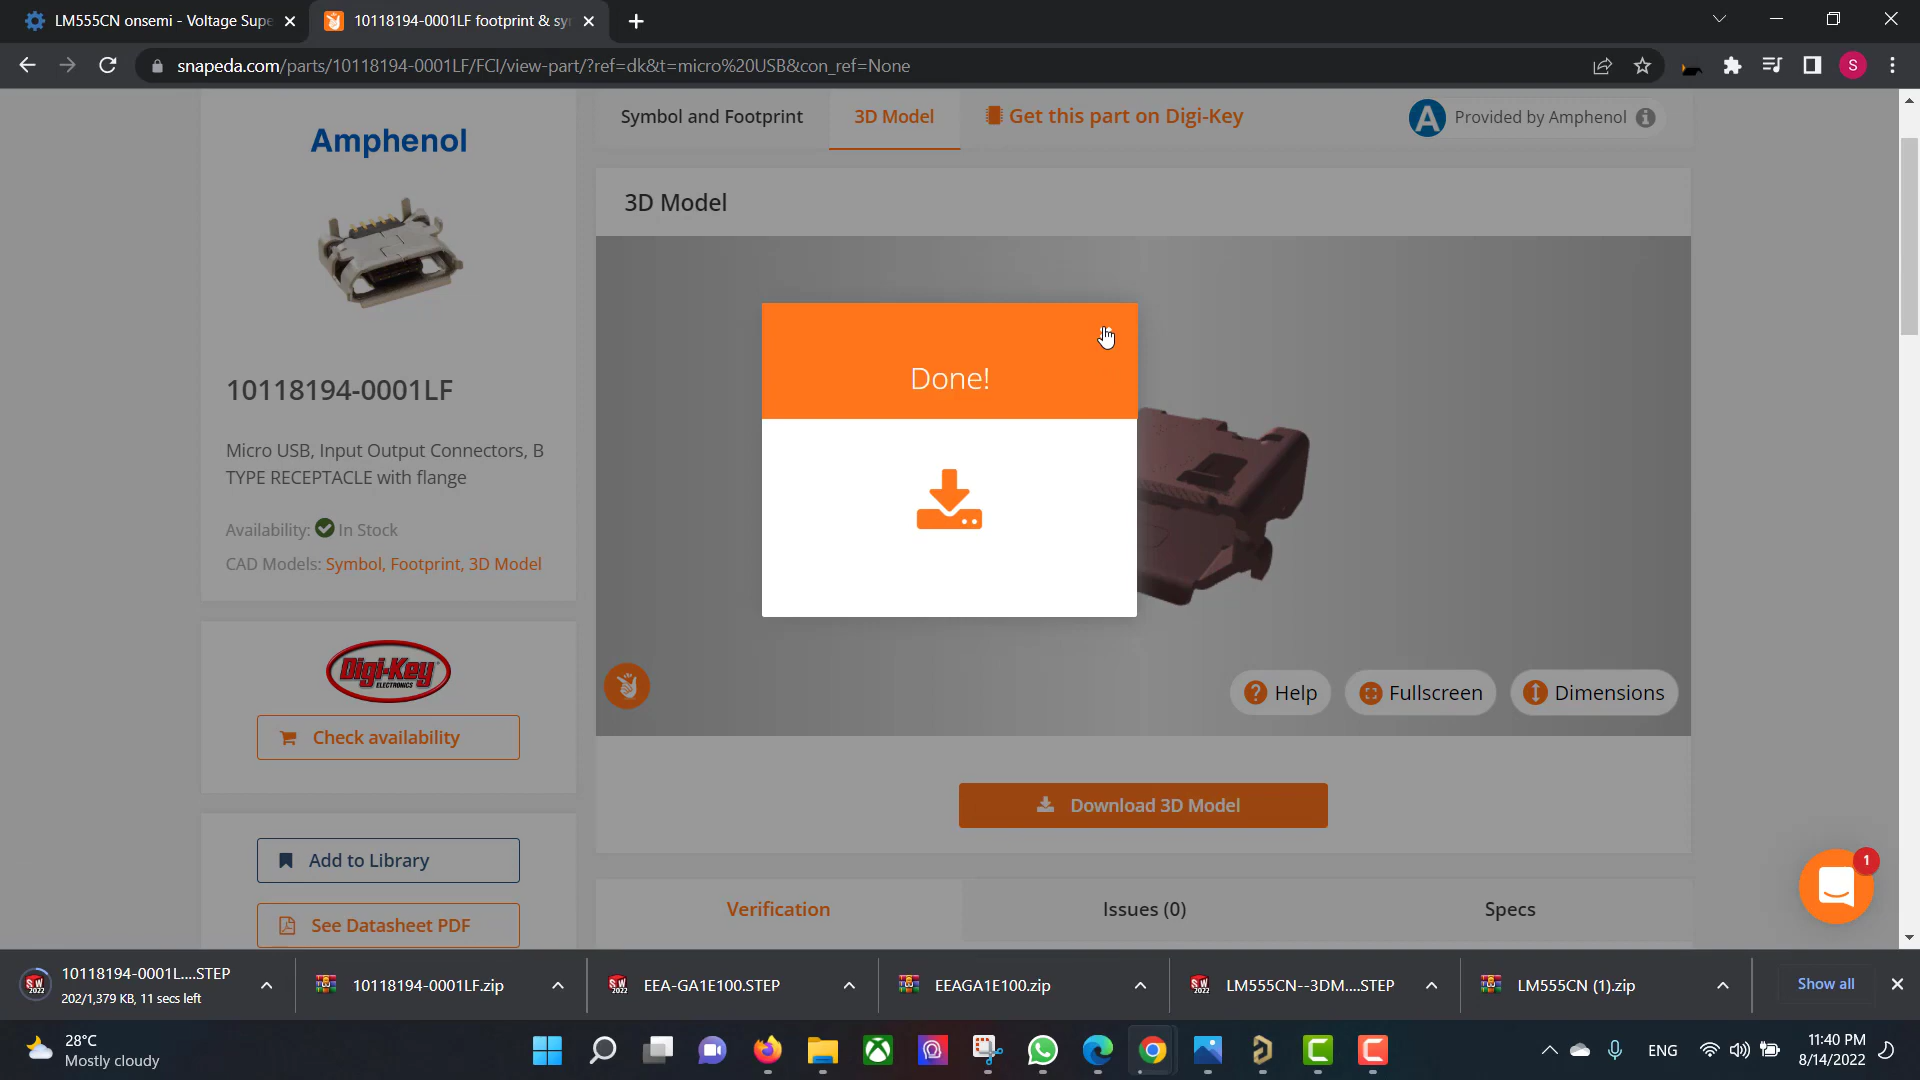 LM555CN onsemi - Voltage Supe
10118194-0001LF footprint & sy
snapeda.com/parts/10118194-0001LF/FCI/view-part/?ref=dk&t=micro%20USB&con_ref=None
S
Symbol and Footprint
3D Model
Get this part on Digi-Key
A
Provided by Amphenol
Amphenol
3D Model
Done!
10118194-0001LF
Micro USB, Input Output Connectors, B
TYPE RECEPTACLE with flange
Availability: In Stock
CAD Models: Symbol, Footprint, 3D Model
Digi-Key
ELECTRONICS
Help
Fullscreen
Dimensions
Check availability
Download 3D Model
Add to Library
1
Verification
Issues (0)
Specs
See Datasheet PDF
10118194-0001L....STEP
202/1,379 KB, 11 secs left
10118194-0001LF.zip
EEA-GA1E100.STEP
EEAGA1E100.zip
LM555CN--3DM....STEP
LM555CN (1).zip
Show all
28°C
Mostly cloudy
ENG
11:40 PM
8/14/2022